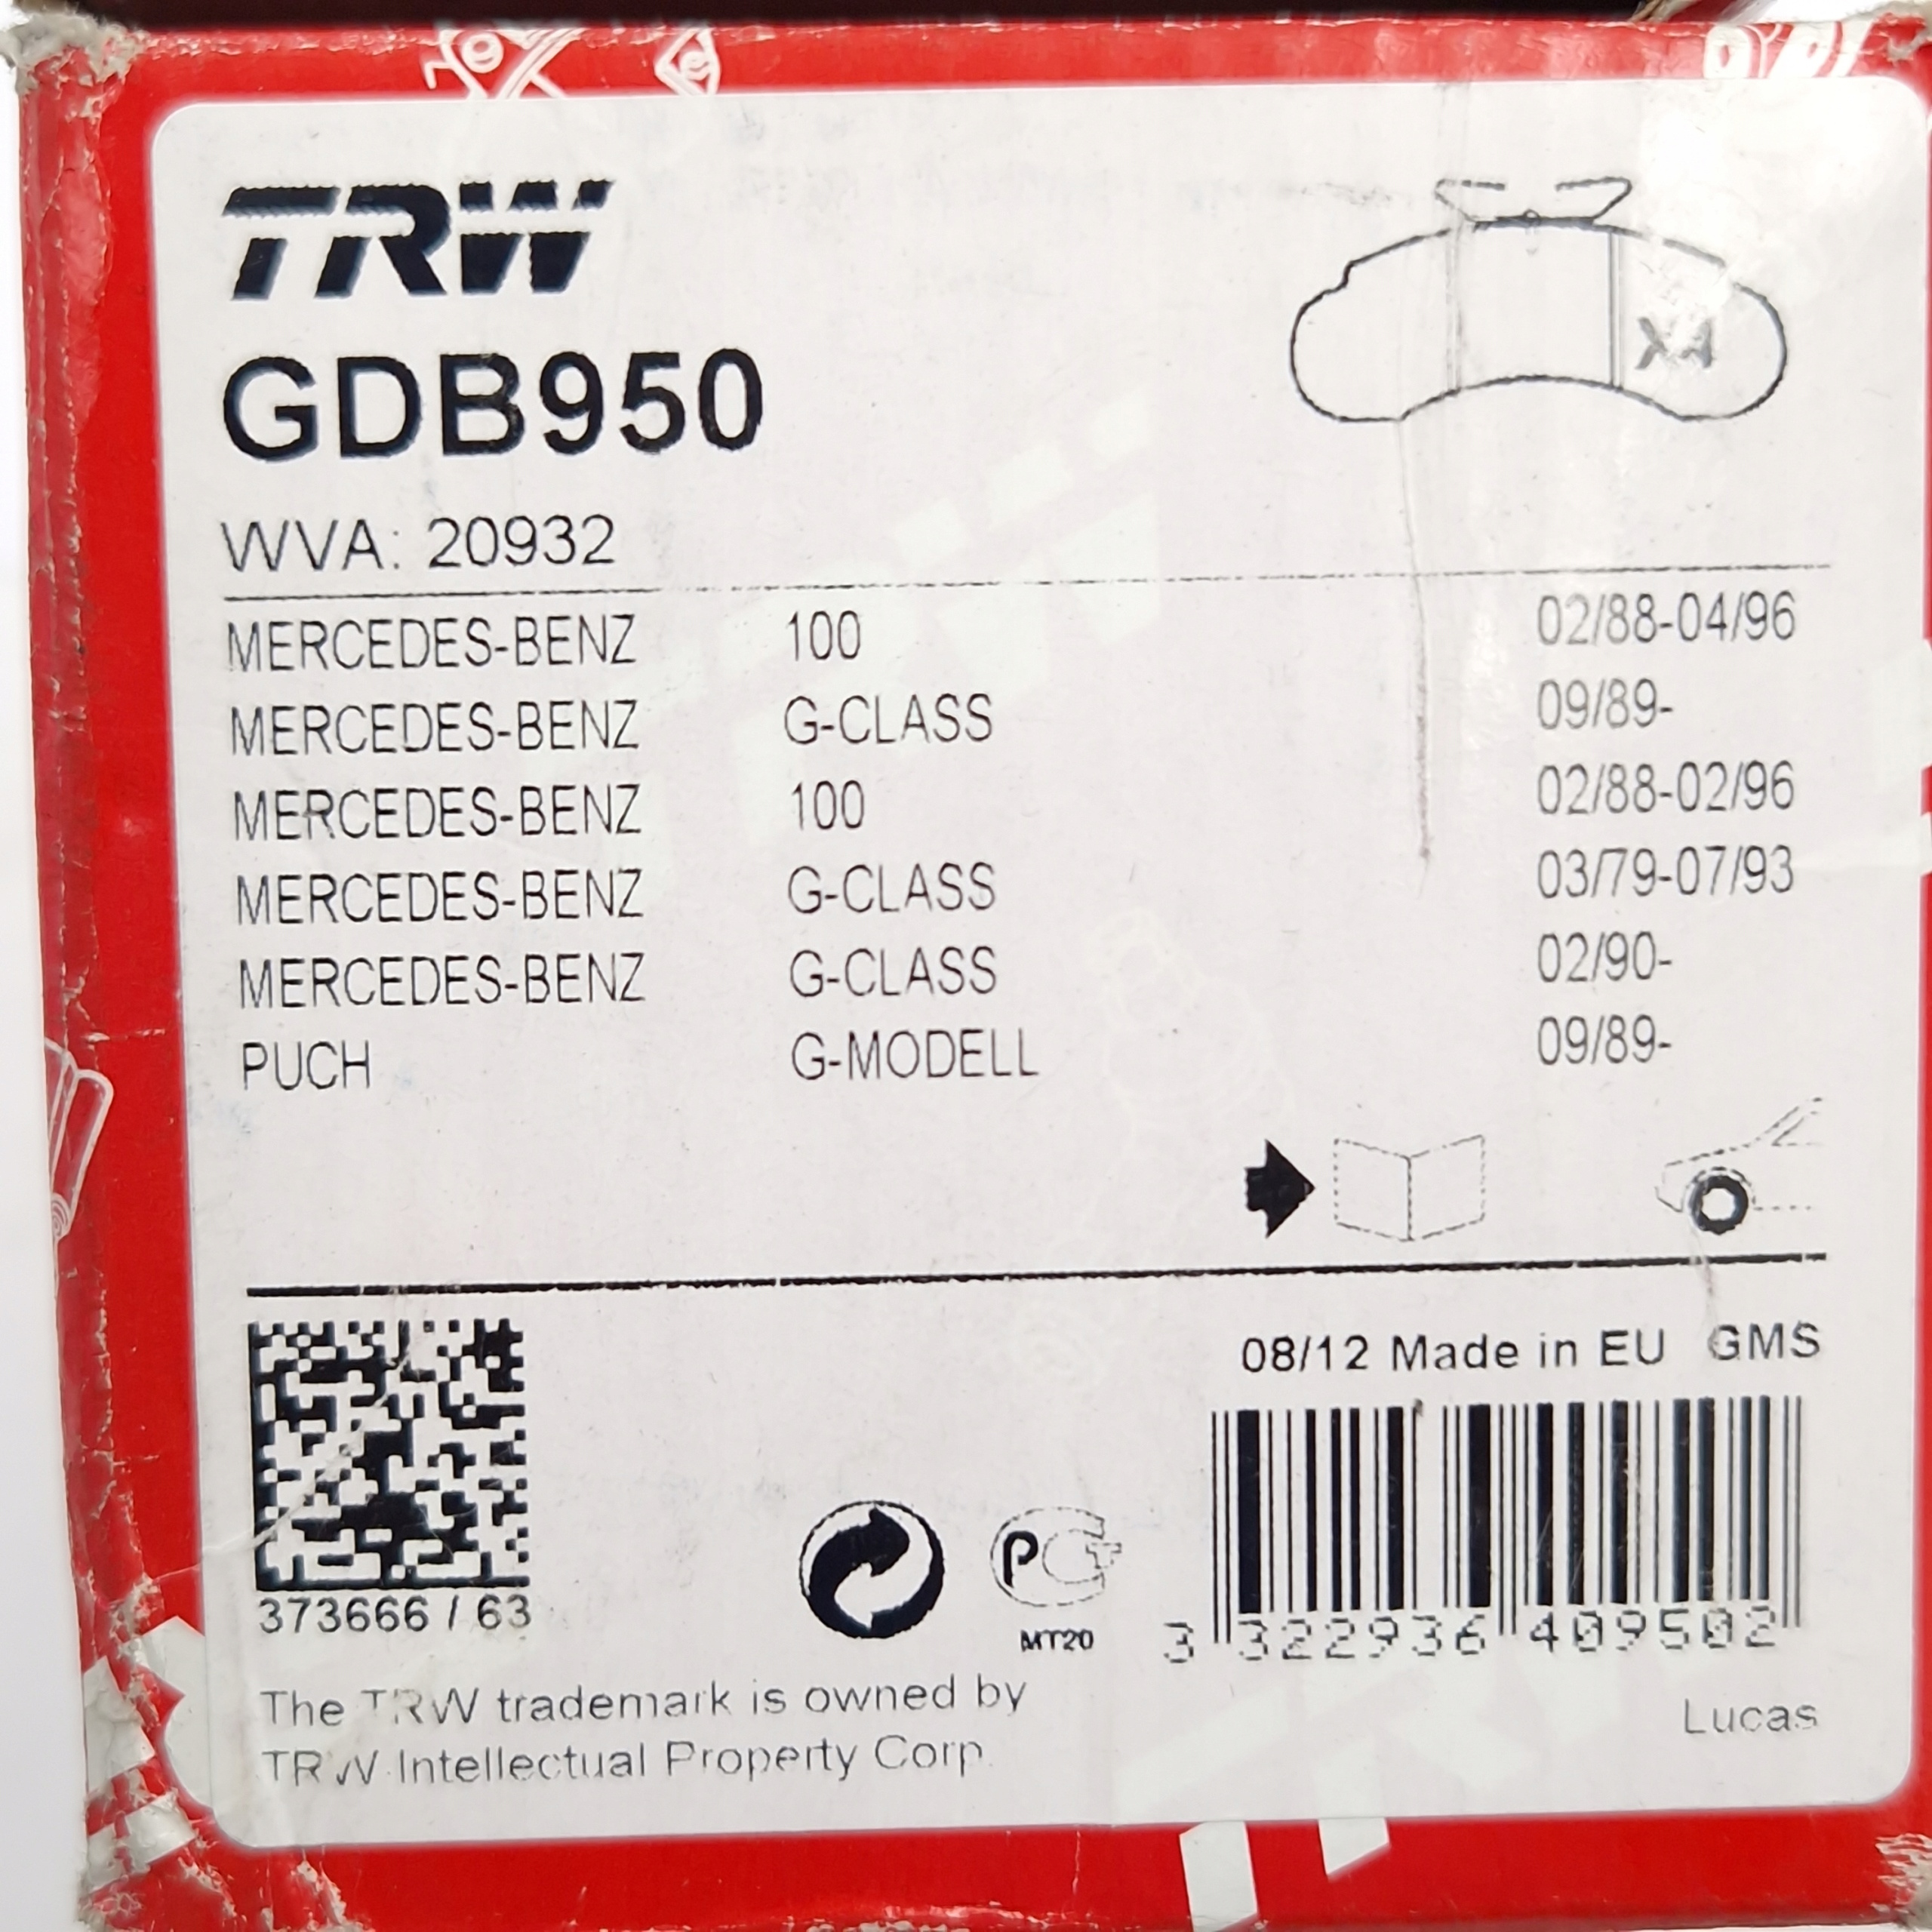 TRW
GDB950
X4
WVA: 20932
MERCEDES-BENZ 100 02/88-04/96
MERCEDES-BENZ G-CLASS 09/89-
MERCEDES-BENZ 100 02/88-02/96
MERCEDES-BENZ G-CLASS 03/79-07/93
MERCEDES-BENZ G-CLASS 02/90-
PUCH G-MODELL 09/89-
08/12 Made in EU GMS
373666 / 63
PC
MT20
3 322936 409502
The TRW trademark is owned by
TRW Intellectual Property Corp.
Lucas